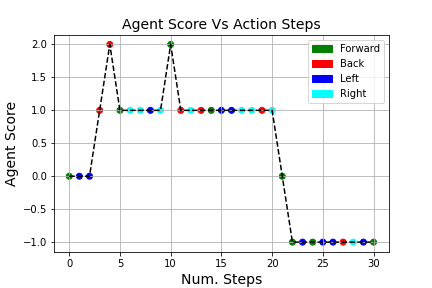 Agent Score Vs Action Steps
2.0
1.5
1.0
0.5
0.0
−0.5
−1.0
Agent Score
Forward
Back
Left
Right
0 5 10 15 20 25 30
Num. Steps